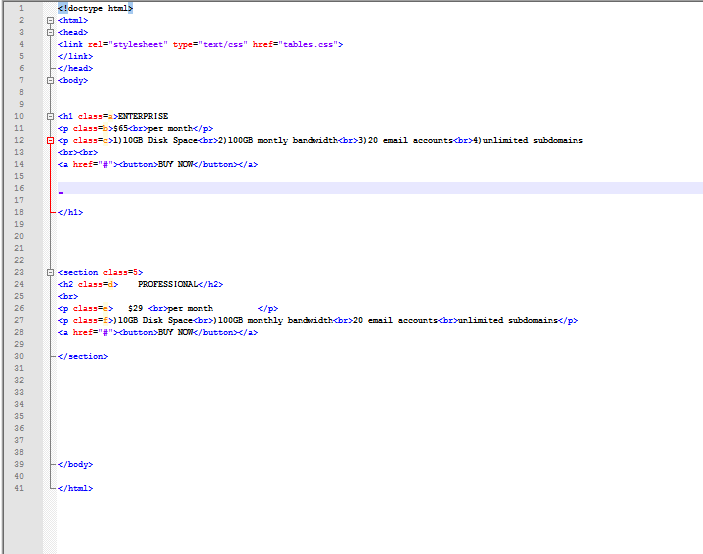 1 <!doctype html>
2 <html>
3 <head>
4 <link rel="stylesheet" type="text/css" href="tables.css">
5 </link>
6 </head>
7 <body>
8
9
10 <h1 class=a>ENTERPRISE
11 <p class=b>$65<br>per month</p>
12 <p class=c>1)10GB Disk Space<br>2)100GB montly bandwidth<br>3)20 email accounts<br>4)unlimited subdomains
13 <br><br>
14 <a href="#"><button>BUY NOW</button></a>
15
16
17
18 </h1>
19
20
21
22
23 <section class=5>
24 <h2 class=d> PROFESSIONAL</h2>
25 <br>
26 <p class=e> $29 <br>per month </p>
27 <p class=f>)10GB Disk Space<br>)100GB monthly bandwidth<br>20 email accounts<br>unlimited subdomains</p>
28 <a href="#"><button>BUY NOW</button></a>
29
30 </section>
31
32
33
34
35
36
37
38
39 </body>
40
41 </html>